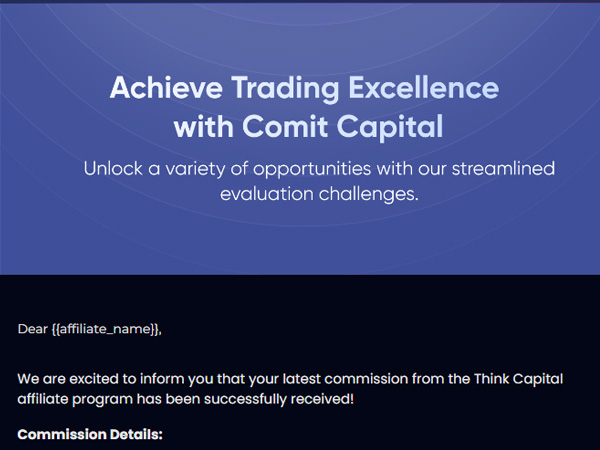 Achieve Trading Excellence
with Comit Capital
Unlock a variety of opportunities with our streamlined
evaluation challenges.
Dear {{affiliate_name}},
We are excited to inform you that your latest commission from the Think Capital
affiliate program has been successfully received!
Commission Details: